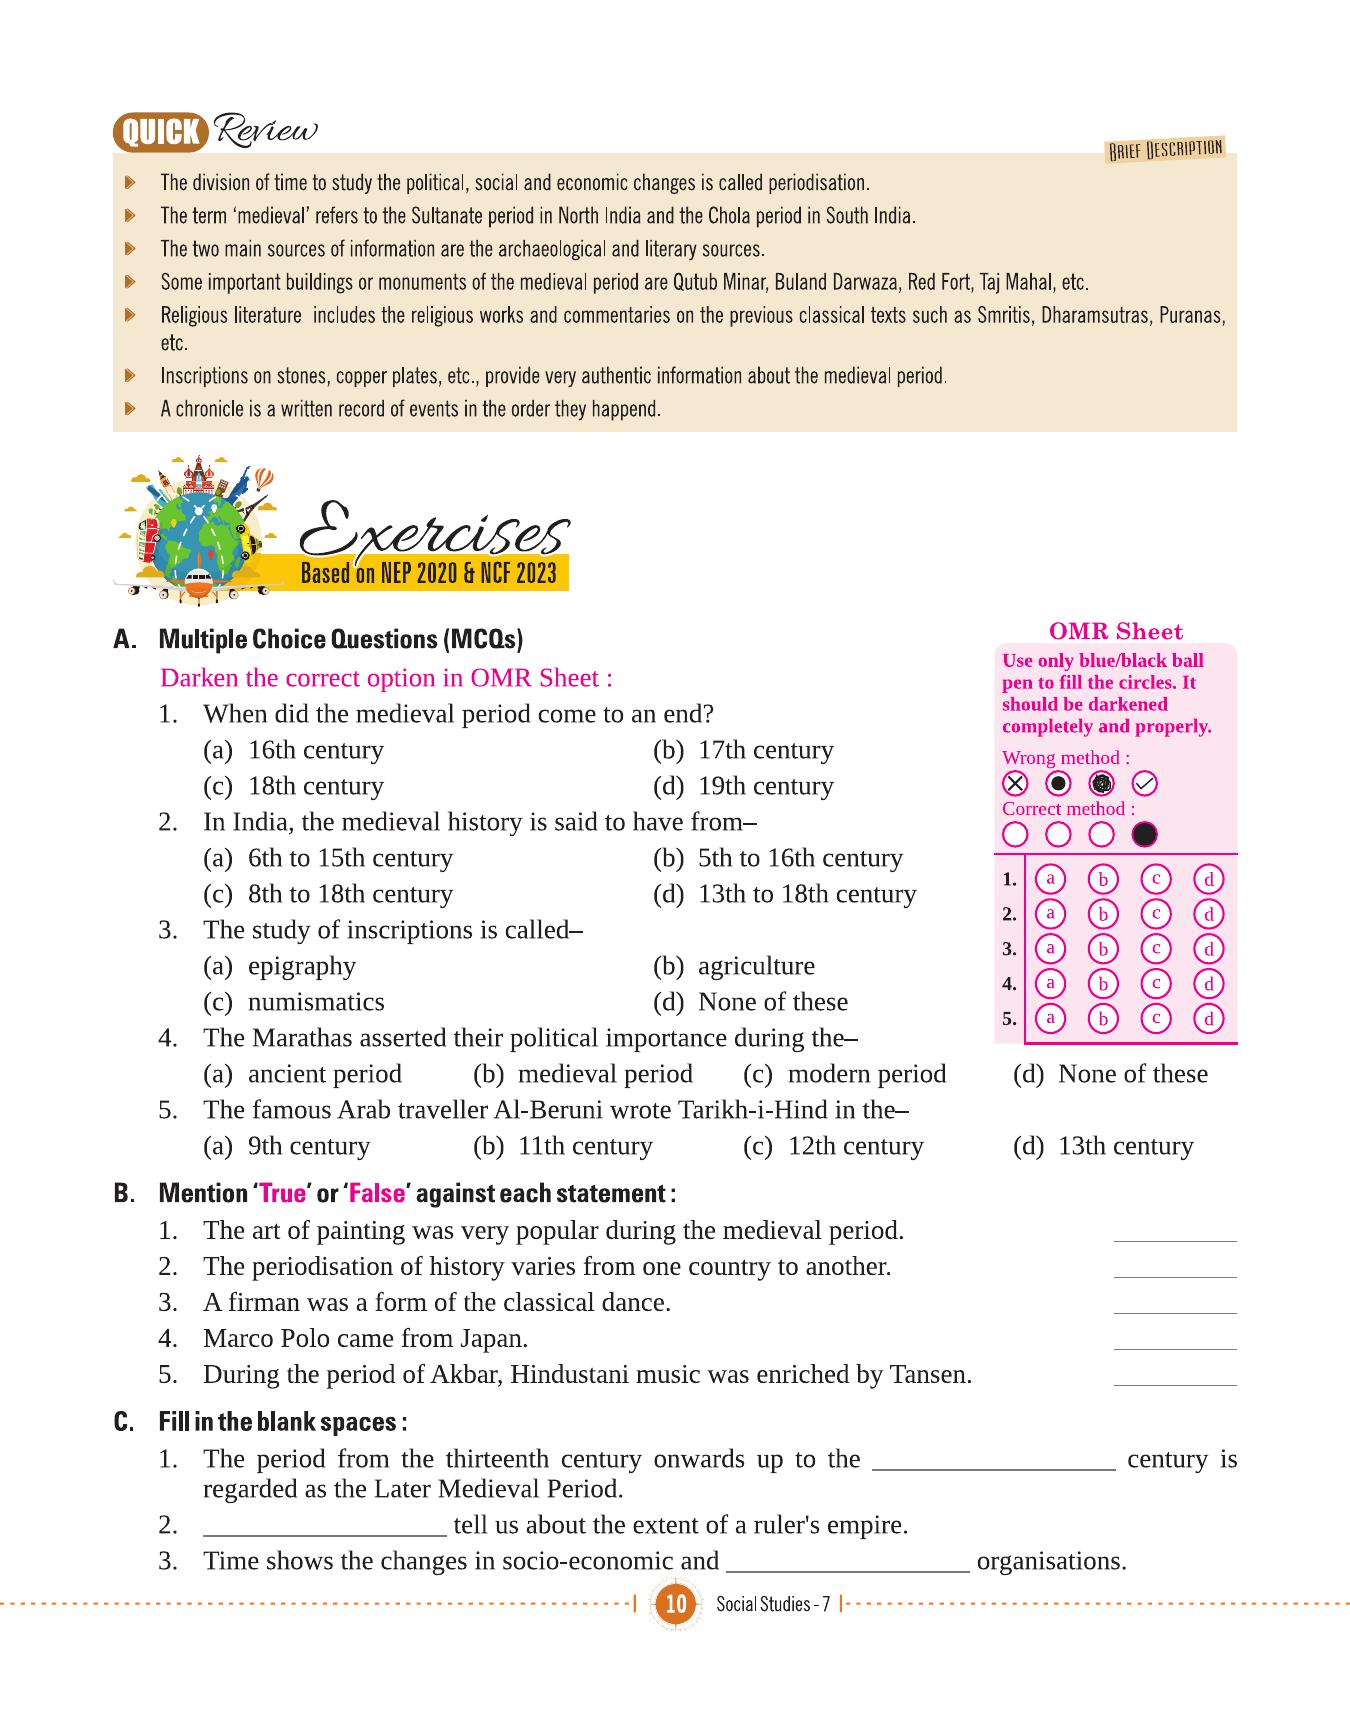 QUICK Review
BRIEF DESCRIPTION
The division of time to study the political, social and economic changes is called periodisation.
The term ‘medieval’ refers to the Sultanate period in North India and the Chola period in South India.
The two main sources of information are the archaeological and literary sources.
Some important buildings or monuments of the medieval period are Qutub Minar, Buland Darwaza, Red Fort, Taj Mahal, etc.
Religious literature includes the religious works and commentaries on the previous classical texts such as Smritis, Dharamsutras, Puranas,
etc.
Inscriptions on stones, copper plates, etc., provide very authentic information about the medieval period.
A chronicle is a written record of events in the order they happend.
Exercises
Based on NEP 2020 & NCF 2023
A. Multiple Choice Questions (MCQs)
Darken the correct option in OMR Sheet :
1. When did the medieval period come to an end?
(a) 16th century (b) 17th century
(c) 18th century (d) 19th century
2. In India, the medieval history is said to have from–
(a) 6th to 15th century (b) 5th to 16th century
(c) 8th to 18th century (d) 13th to 18th century
3. The study of inscriptions is called–
(a) epigraphy (b) agriculture
(c) numismatics (d) None of these
4. The Marathas asserted their political importance during the–
(a) ancient period (b) medieval period (c) modern period (d) None of these
5. The famous Arab traveller Al-Beruni wrote Tarikh-i-Hind in the–
(a) 9th century (b) 11th century (c) 12th century (d) 13th century
OMR Sheet
Use only blue/black ball
pen to fill the circles. It
should be darkened
completely and properly.
Wrong method :
Correct method :
1. a b c d
2. a b c d
3. a b c d
4. a b c d
5. a b c d
B. Mention ‘True’ or ‘False’ against each statement :
1. The art of painting was very popular during the medieval period. ________
2. The periodisation of history varies from one country to another. ________
3. A firman was a form of the classical dance. ________
4. Marco Polo came from Japan. ________
5. During the period of Akbar, Hindustani music was enriched by Tansen. ________
C. Fill in the blank spaces :
1. The period from the thirteenth century onwards up to the ________________ century is
regarded as the Later Medieval Period.
2. ________________ tell us about the extent of a ruler's empire.
3. Time shows the changes in socio-economic and ________________ organisations.
10 Social Studies - 7